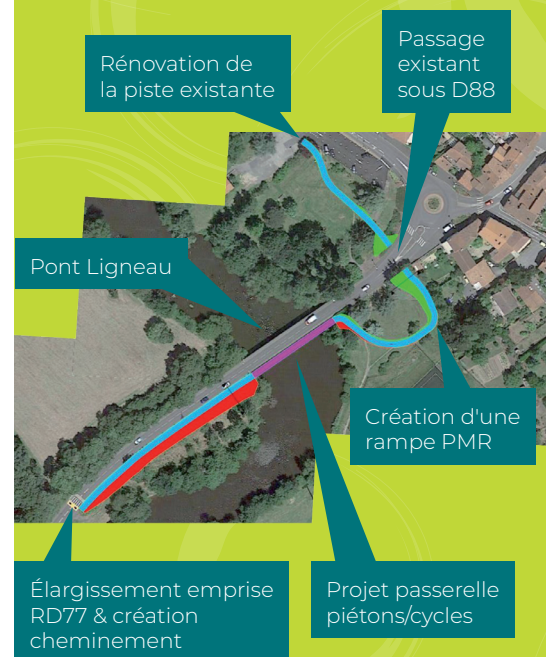 Passage
existant
sous D88
Rénovation de
la piste existante
Pont Ligneau
Création d'une
rampe PMR
Élargissement emprise
RD77 & création
cheminement
Projet passerelle
piétons/cycles